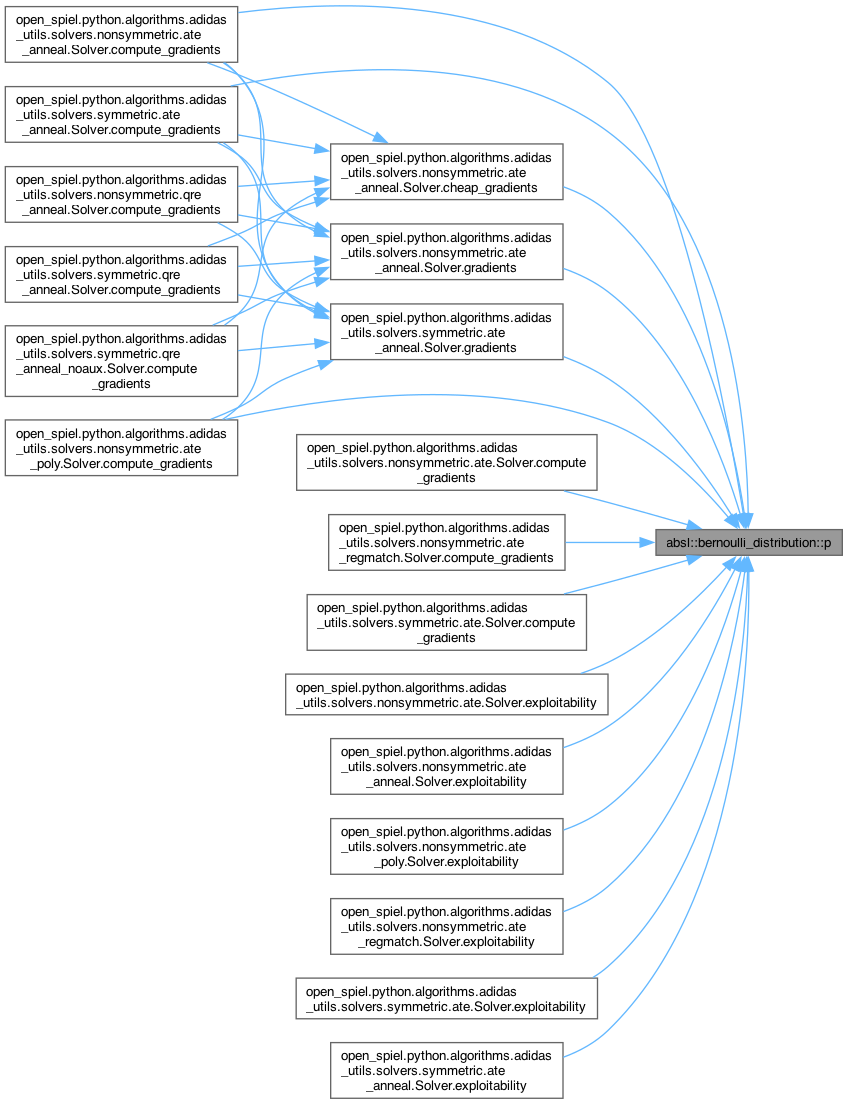 open_spiel.python.algorithms.adidas
_utils.solvers.nonsymmetric.ate
_anneal.Solver.compute_gradients
open_spiel.python.algorithms.adidas
_utils.solvers.symmetric.ate
_anneal.Solver.compute_gradients
open_spiel.python.algorithms.adidas
_utils.solvers.nonsymmetric.qre
_anneal.Solver.compute_gradients
open_spiel.python.algorithms.adidas
_utils.solvers.symmetric.qre
_anneal.Solver.compute_gradients
open_spiel.python.algorithms.adidas
_utils.solvers.symmetric.qre
_anneal_noaux.Solver.compute
_gradients
open_spiel.python.algorithms.adidas
_utils.solvers.nonsymmetric.ate
_poly.Solver.compute_gradients
open_spiel.python.algorithms.adidas
_utils.solvers.nonsymmetric.ate
_anneal.Solver.cheap_gradients
open_spiel.python.algorithms.adidas
_utils.solvers.nonsymmetric.ate
_anneal.Solver.gradients
open_spiel.python.algorithms.adidas
_utils.solvers.symmetric.ate
_anneal.Solver.gradients
open_spiel.python.algorithms.adidas
_utils.solvers.nonsymmetric.ate.Solver.compute
_gradients
open_spiel.python.algorithms.adidas
_utils.solvers.nonsymmetric.ate
_regmatch.Solver.compute_gradients
open_spiel.python.algorithms.adidas
_utils.solvers.symmetric.ate.Solver.compute
_gradients
open_spiel.python.algorithms.adidas
_utils.solvers.nonsymmetric.ate.Solver.exploitability
open_spiel.python.algorithms.adidas
_utils.solvers.nonsymmetric.ate
_anneal.Solver.exploitability
open_spiel.python.algorithms.adidas
_utils.solvers.nonsymmetric.ate
_poly.Solver.exploitability
open_spiel.python.algorithms.adidas
_utils.solvers.nonsymmetric.ate
_regmatch.Solver.exploitability
open_spiel.python.algorithms.adidas
_utils.solvers.symmetric.ate.Solver.exploitability
open_spiel.python.algorithms.adidas
_utils.solvers.symmetric.ate
_anneal.Solver.exploitability
absl::bernoulli_distribution::p